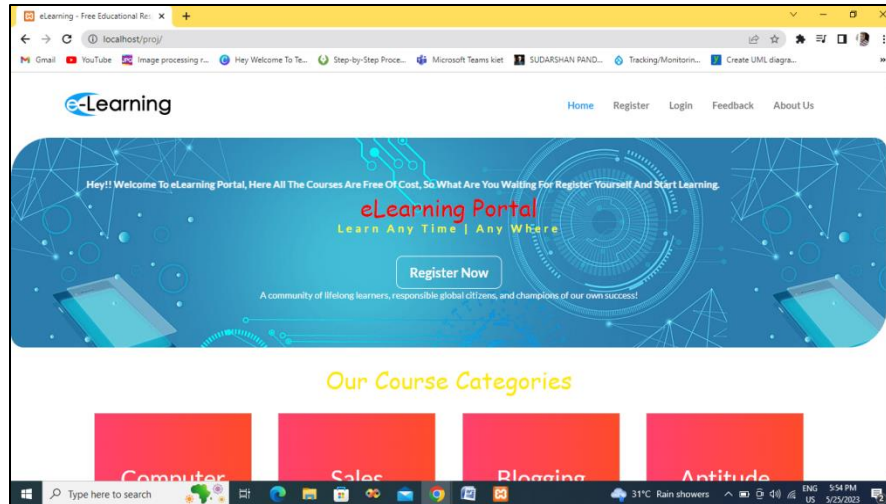 eLearning - Free Educational Res
localhost/proj/
Gmail YouTube Image processing r... Hey Welcome To Te... Step-by-Step Proce... Microsoft Teams kiet SUDARSHAN PAND... Tracking/Monitorin... Create UML diagra...
e-Learning Home Register Login Feedback About Us
Hey!! Welcome To eLearning Portal, Here All The Courses Are Free Of Cost, So What Are You Waiting For Register Yourself And Start Learning.
eLearning Portal
Learn Any Time | Any Where
Register Now
A community of lifelong learners, responsible global citizens, and champions of our own success!
Our Course Categories
Computer Sales Blogging Aptitude
Type here to search 31°C Rain showers ENG 5:54 PM
US 5/25/2023